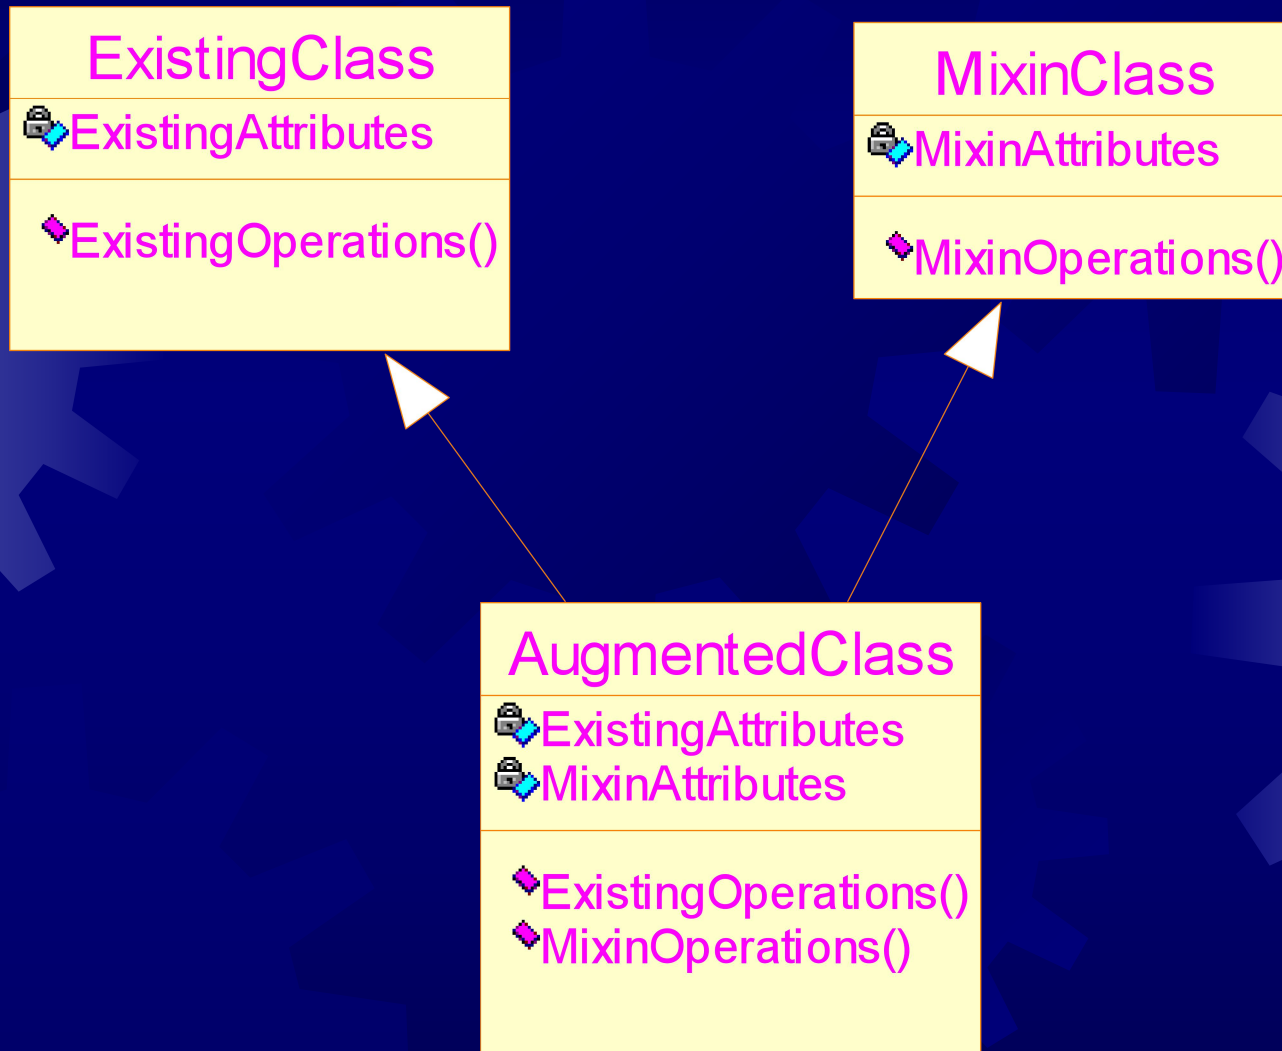 ExistingClass
ExistingAttributes
ExistingOperations()
MixinClass
MixinAttributes
MixinOperations()
AugmentedClass
ExistingAttributes
MixinAttributes
ExistingOperations()
MixinOperations()